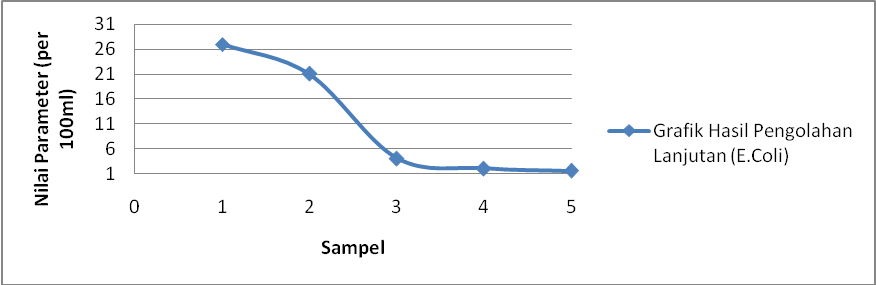 Nilai Parameter (per
100ml)
31
26
21
16
11
6
1
0 1 2 3 4 5
Sampel
Grafik Hasil Pengolahan
Lanjutan (E.Coli)